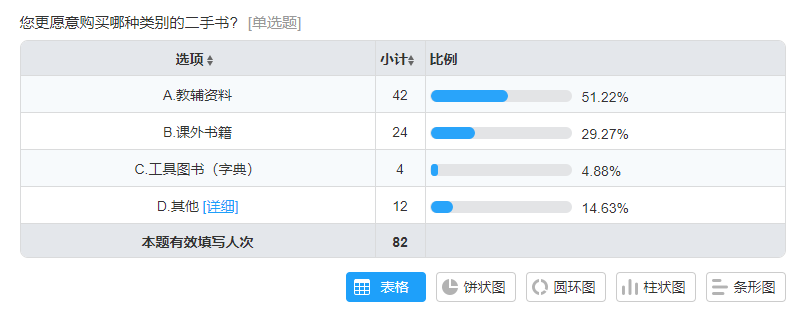 您更愿意购买哪种类别的二手书? [单选题]
选项 小计 比例
A.教辅资料 42 51.22%
B.课外书籍 24 29.27%
C.工具图书（字典） 4 4.88%
D.其他 [详细] 12 14.63%
本题有效填写人次 82
表格 饼状图 圆环图 柱状图 条形图